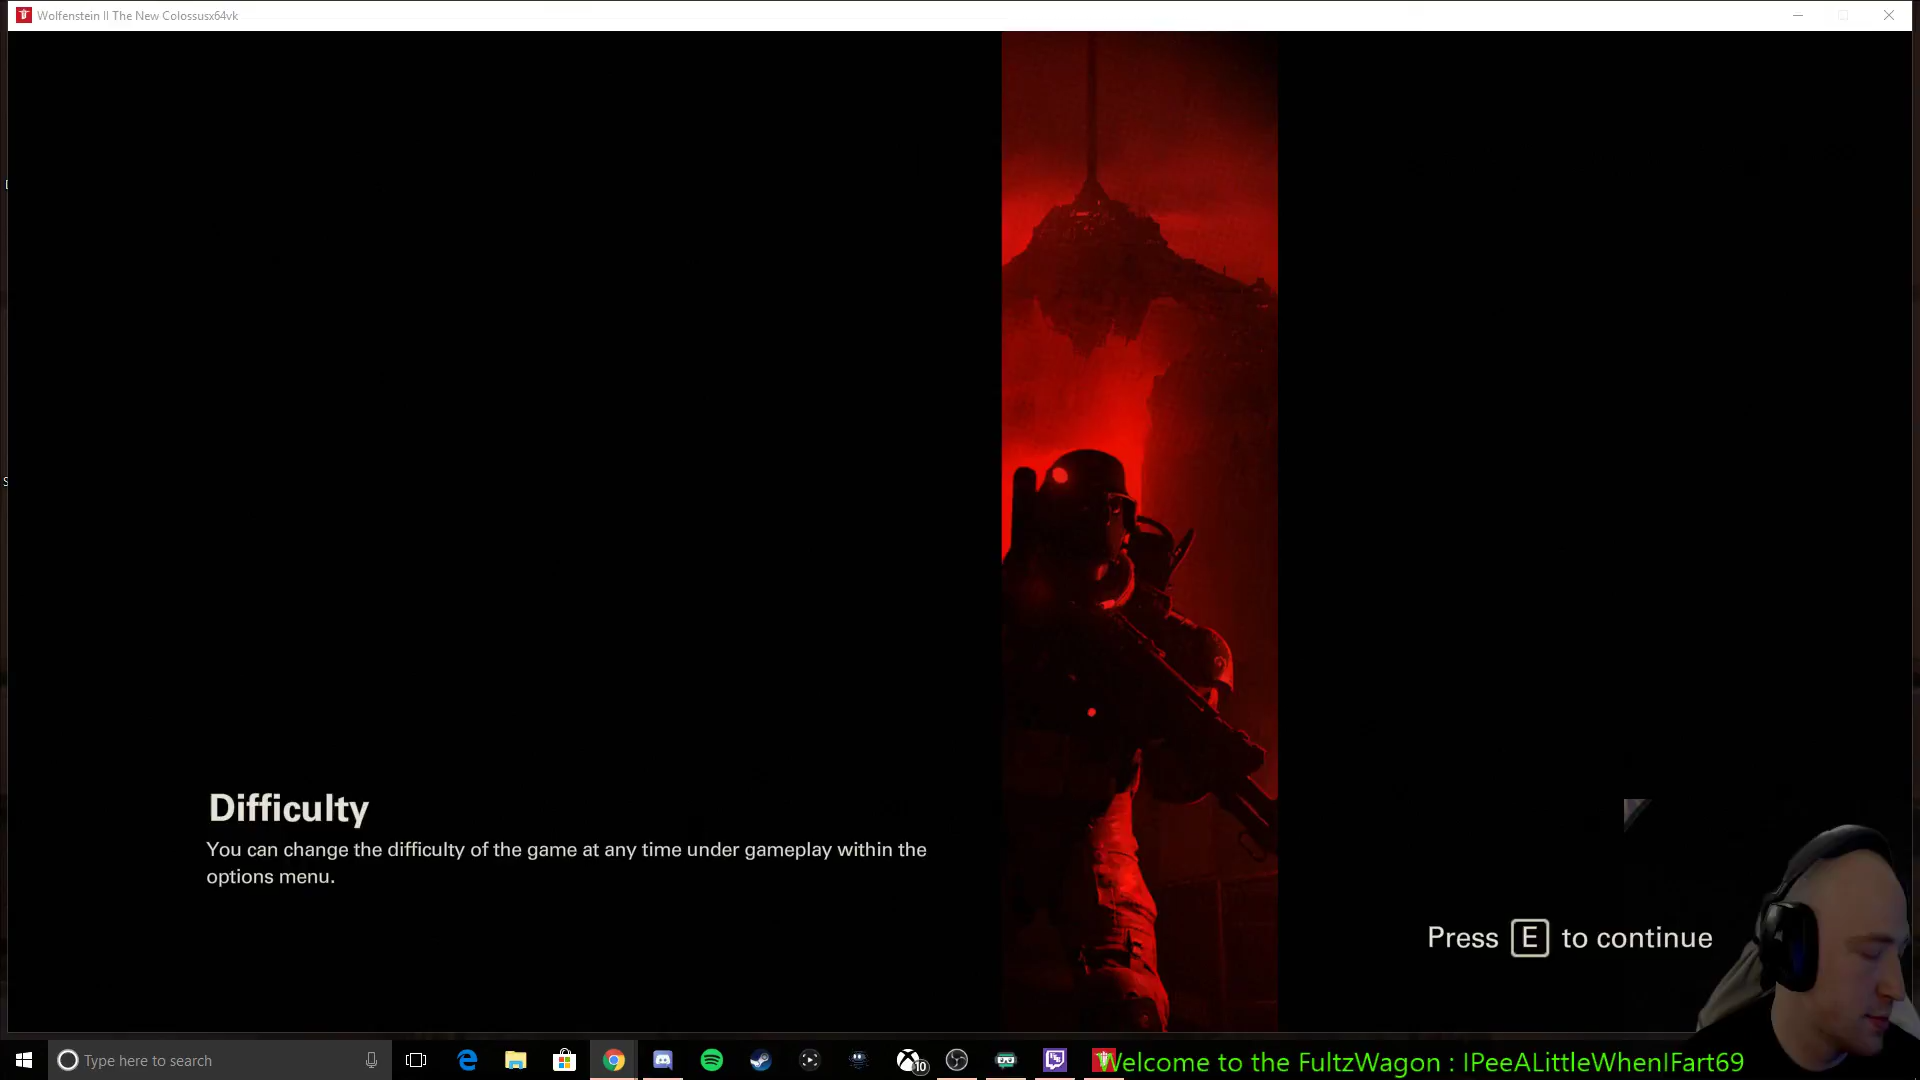 Wolfenstein II The New Colossusx64vk
Difficulty
You can change the difficulty of the game at any time under gameplay within the
options menu.
Press E to continue
Type here to search
10
Welcome to the FultzWagon : IPeeALittleWhenIFart69